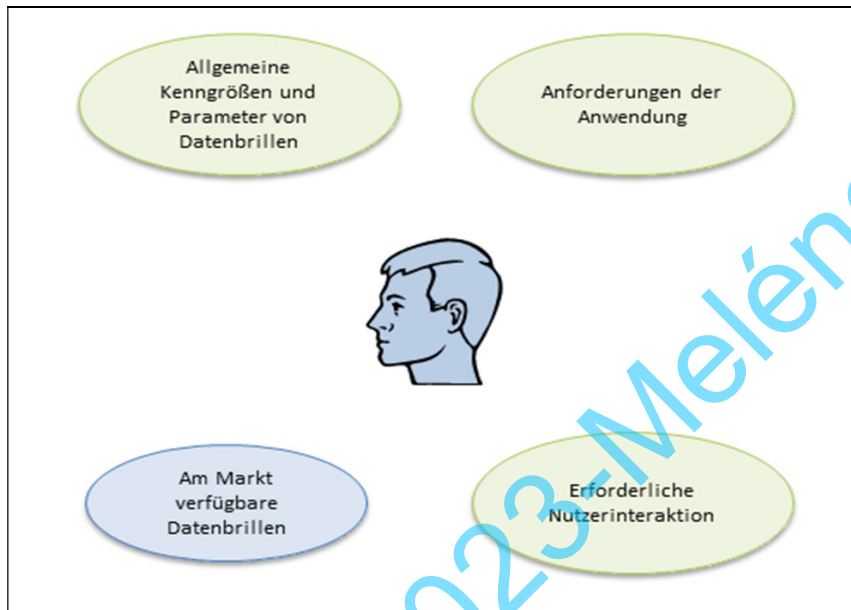 Allgemeine
Kenngrößen und
Parameter von
Datenbrillen
Anforderungen der
Anwendung
Am Markt
verfügbare
Datenbrillen
Erforderliche
Nutzerinteraktion